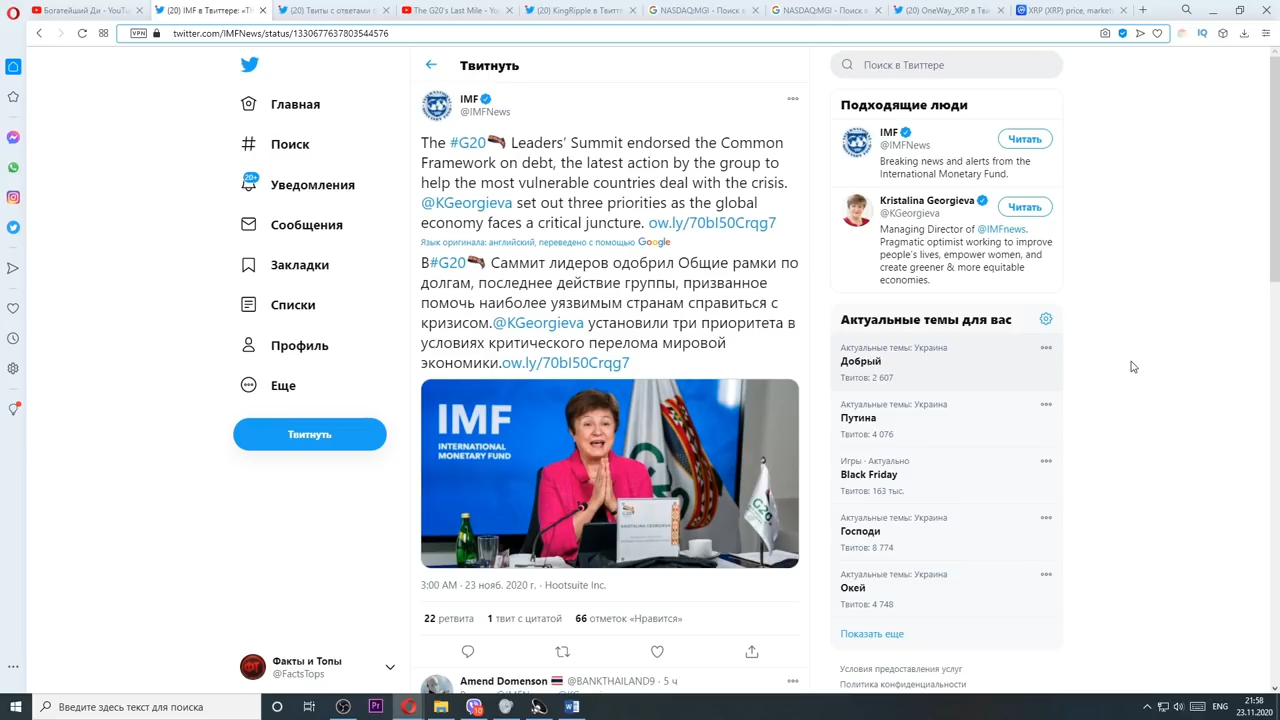 Богатейший Ди - YouTu
(20) IMF в Твиттере: «Th
(20) Твиты с ответами с
The G20's Last Mile - Yo
(20) KingRipple в Твитте
NASDAQ:MGI - Поиск в
NASDAQ:MGI - Поиск в
(20) OneWay_XRP в Тви
XRP (XRP) price, marketc
VPN
twitter.com/IMFNews/status/1330677637803544576
IQ
Главная
Поиск
20+
Уведомления
Сообщения
Закладки
Списки
Профиль
Еще
Твитнуть
Факты и Топы
@FactsTops
Твитнуть
IMF
@IMFNews
The #G20 Leaders’ Summit endorsed the Common
Framework on debt, the latest action by the group to
help the most vulnerable countries deal with the crisis.
@KGeorgieva set out three priorities as the global
economy faces a critical juncture. ow.ly/70bI50Crqg7
Язык оригинала: английский, переведено с помощью Google
В#G20 Саммит лидеров одобрил Общие рамки по
долгам, последнее действие группы, призванное
помочь наиболее уязвимым странам справиться с
кризисом.@KGeorgieva установили три приоритета в
условиях критического перелома мировой
экономики.ow.ly/70bI50Crqg7
IMF
INTERNATIONAL
MONETARY FUND
KRISTALINA GEORGIEVA
G20
3:00 AM · 23 нояб. 2020 г. · Hootsuite Inc.
22 ретвита 1 твит с цитатой 66 отметок «Нравится»
Amend Domenson @BANKTHAILAND9 · 5 ч
Поиск в Твиттере
Подходящие люди
IMF
@IMFNews
Читать
Breaking news and alerts from the
International Monetary Fund.
Kristalina Georgieva
@KGeorgieva
Читать
Managing Director of @IMFnews.
Pragmatic optimist working to improve
people’s lives, empower women, and
create greener & more equitable
economies.
Актуальные темы для вас
Актуальные темы: Украина
Добрый
Твитов: 2 607
Актуальные темы: Украина
Путина
Твитов: 4 076
Игры · Актуально
Black Friday
Твитов: 163 тыс.
Актуальные темы: Украина
Господи
Твитов: 8 774
Актуальные темы: Украина
Окей
Твитов: 4 748
Показать еще
Условия предоставления услуг
Политика конфиденциальности
Введите здесь текст для поиска
Pr
10
ENG
21:58
23.11.2020